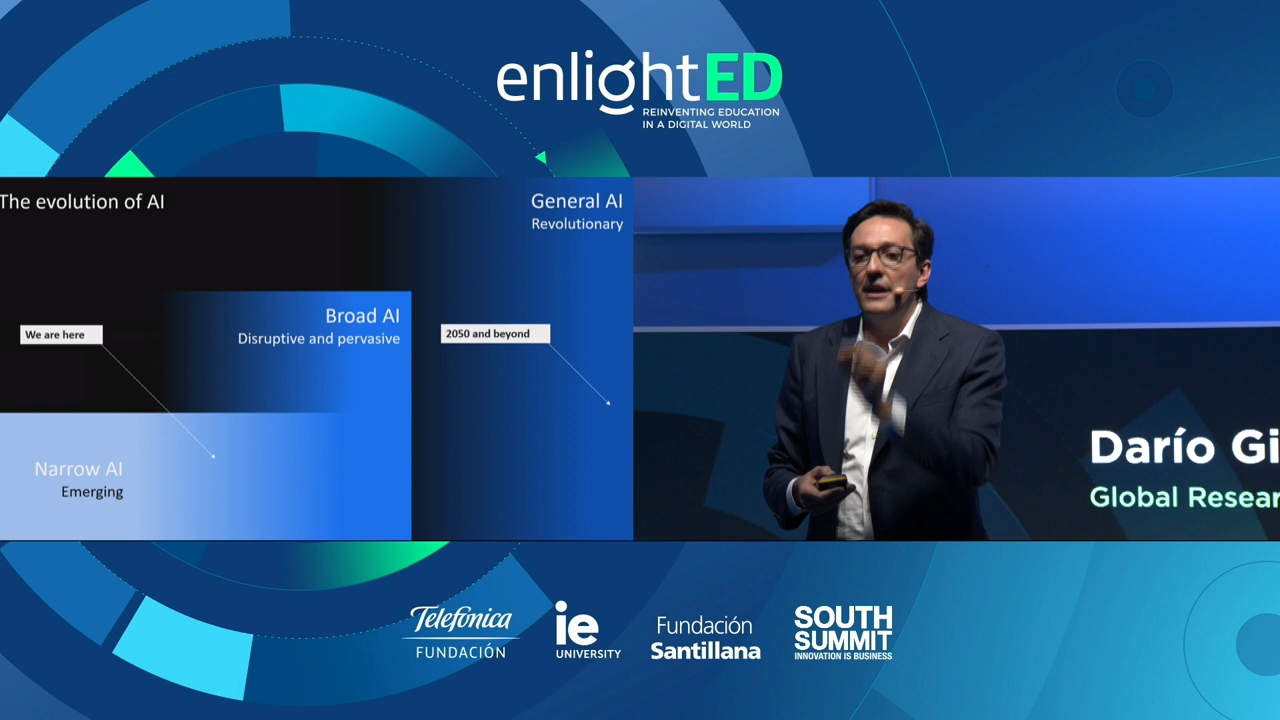 enlightED
REINVENTING EDUCATION
IN A DIGITAL WORLD
The evolution of AI
General AI
Revolutionary
Broad AI
Disruptive and pervasive
We are here
2050 and beyond
Narrow AI
Emerging
Darío Gi
Global Resear
Telefónica
FUNDACIÓN
ie
UNIVERSITY
Fundación
Santillana
SOUTH
SUMMIT
INNOVATION IS BUSINESS